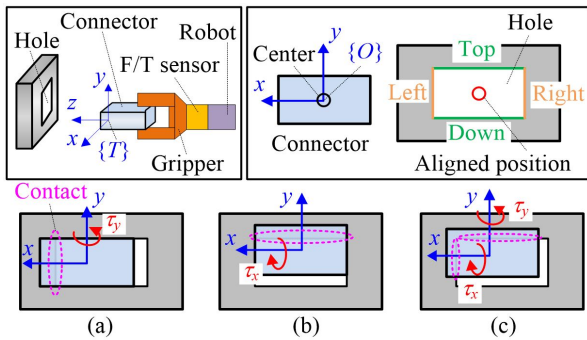 Connector
Robot
Hole
F/T sensor
y
z
x
{T}
Gripper
y
Center
{O}
x
Connector
Hole
Top
Left
Right
Down
Aligned position
Contact
y
τy
x
(a)
y
x
τx
(b)
y
τy
x
τx
(c)